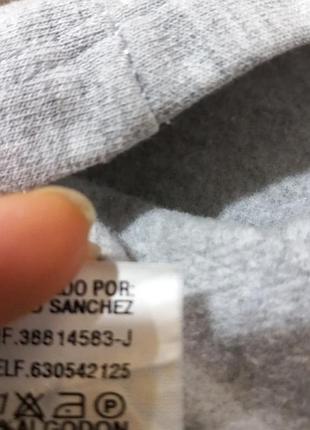 DO POR:
SANCHEZ
F.38814583-J
ELF.630542125
P
ALGODON